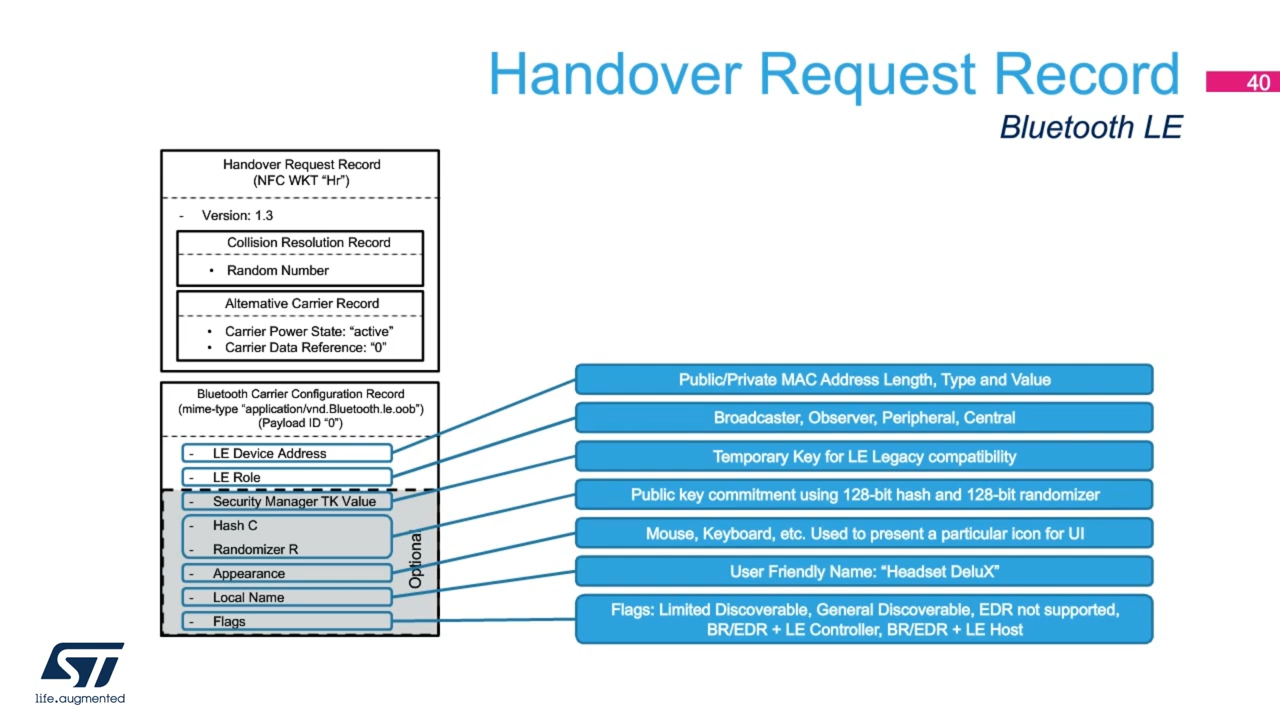 Handover Request Record
40
Bluetooth LE
Handover Request Record
(NFC WKT “Hr”)
- Version: 1.3
Collision Resolution Record
• Random Number
Alternative Carrier Record
• Carrier Power State: “active”
• Carrier Data Reference: “0”
Bluetooth Carrier Configuration Record
(mime-type “application/vnd.Bluetooth.le.oob”)
(Payload ID “0”)
- LE Device Address
- LE Role
- Security Manager TK Value
- Hash C
- Randomizer R
- Appearance
- Local Name
- Flags
Optional
Public/Private MAC Address Length, Type and Value
Broadcaster, Observer, Peripheral, Central
Temporary Key for LE Legacy compatibility
Public key commitment using 128-bit hash and 128-bit randomizer
Mouse, Keyboard, etc. Used to present a particular icon for UI
User Friendly Name: “Headset DeluX”
Flags: Limited Discoverable, General Discoverable, EDR not supported,
BR/EDR + LE Controller, BR/EDR + LE Host
ST
life.augmented